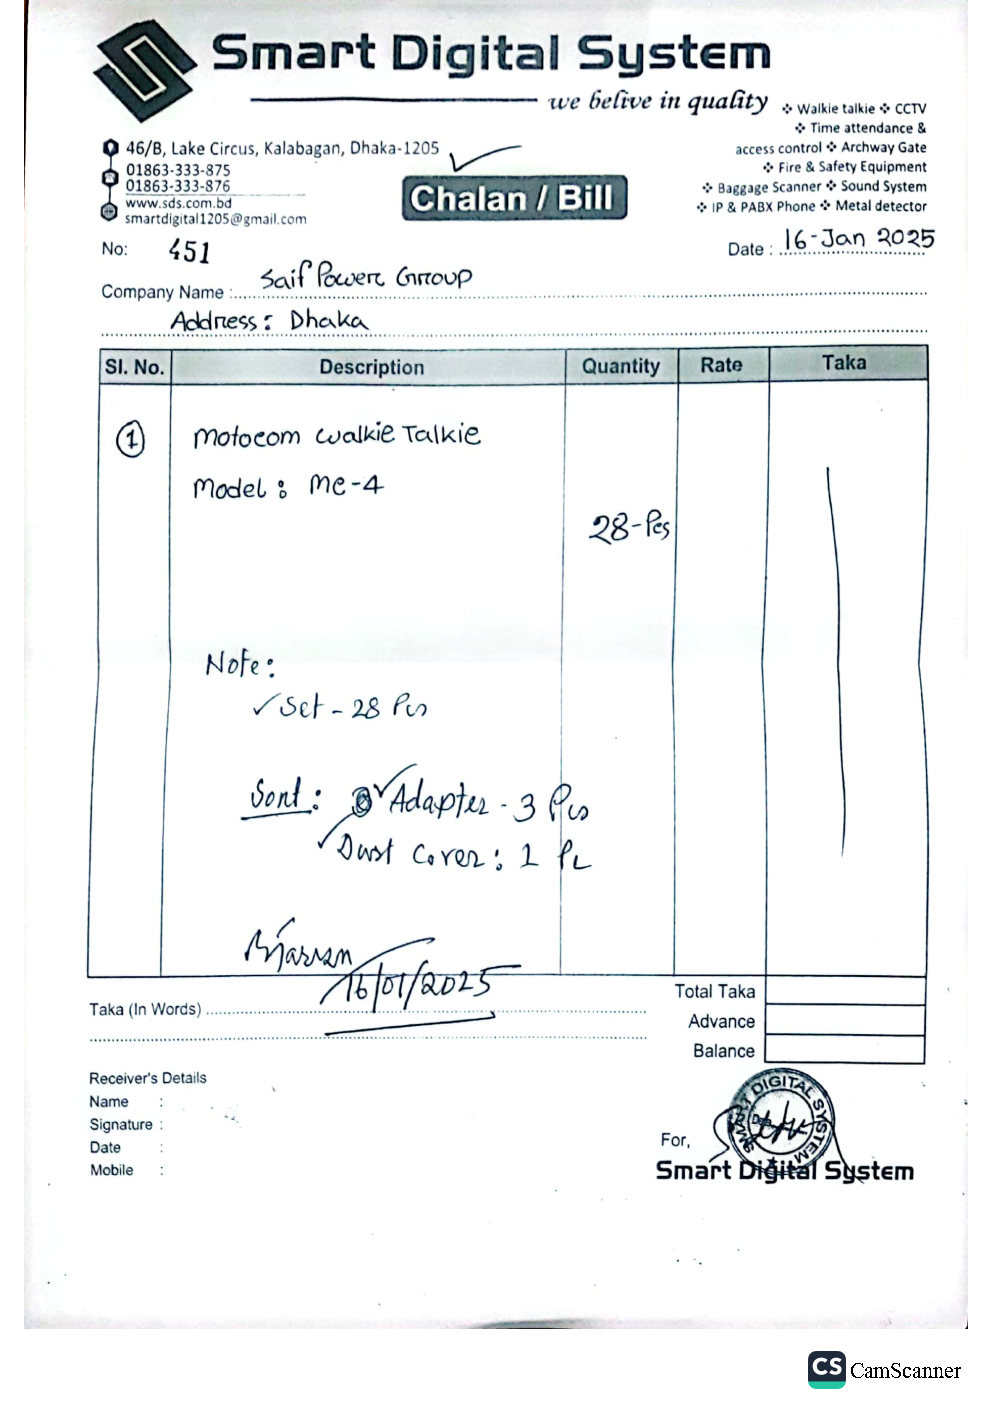 Smart Digital System
we belive in quality
❖ Walkie talkie ❖ CCTV
❖ Time attendance &
access control ❖ Archway Gate
❖ Fire & Safety Equipment
❖ Baggage Scanner ❖ Sound System
❖ IP & PABX Phone ❖ Metal detector
46/B, Lake Circus, Kalabagan, Dhaka-1205
01863-333-875
01863-333-876
www.sds.com.bd
smartdigital1205@gmail.com
Chalan / Bill
No: 451
Date : 16-Jan 2025
Company Name : Saif Power Group
Address: Dhaka
Sl. No. Description Quantity Rate Taka
1 Motocom Walkie Talkie
Model: MC-4
28-Pcs
Note:
✓ Set - 28 Pcs
Sort: ✓ Adapter - 3 Pcs
✓ Dust Cover: 1 Pc
16/01/2025
Taka (In Words)
Total Taka
Advance
Balance
Receiver's Details
Name :
Signature :
Date :
Mobile :
SMART DIGITAL SYSTEM
For,
Smart Digital System
CS CamScanner